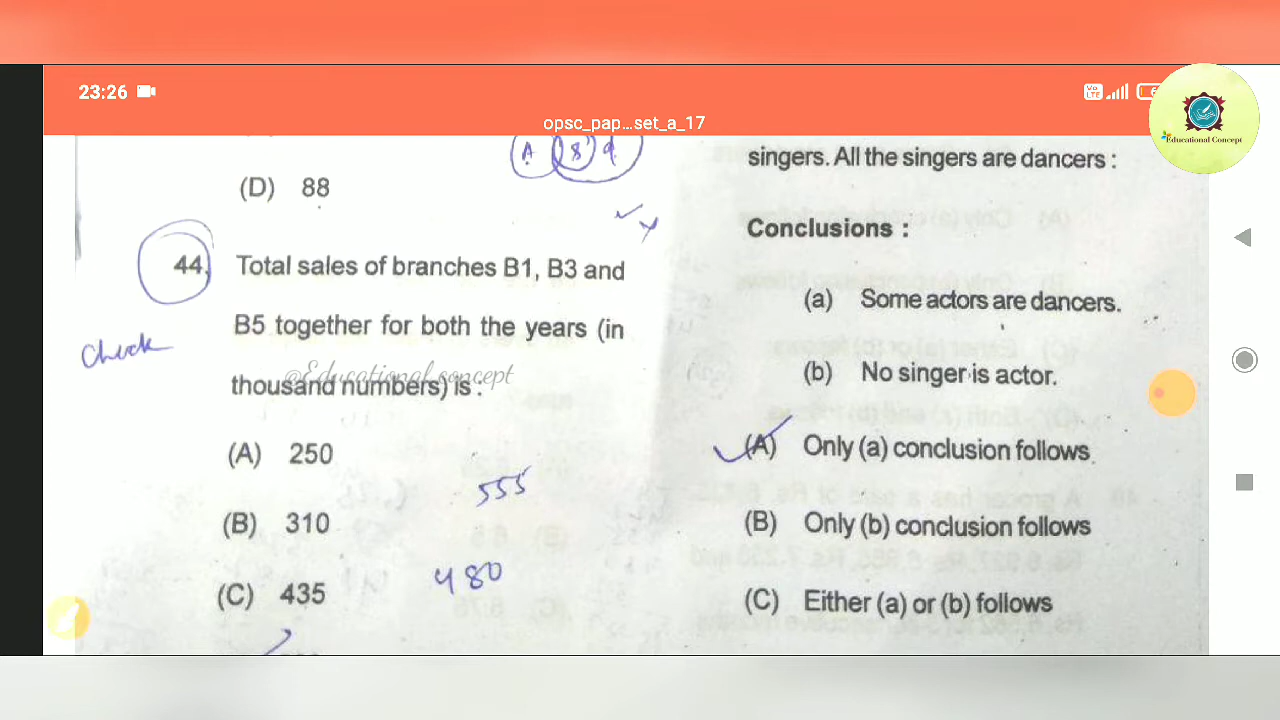 23:26
VoLTE
opsc_pap...set_a_17
Educational Concept
A 8
(D) 88
44. Total sales of branches B1, B3 and
B5 together for both the years (in
thousand numbers) is :
Check
@Educational concept
(A) 250
555
(B) 310
480
(C) 435
singers. All the singers are dancers :
Conclusions :
(a) Some actors are dancers.
(b) No singer is actor.
(A) Only (a) conclusion follows
(B) Only (b) conclusion follows
(C) Either (a) or (b) follows